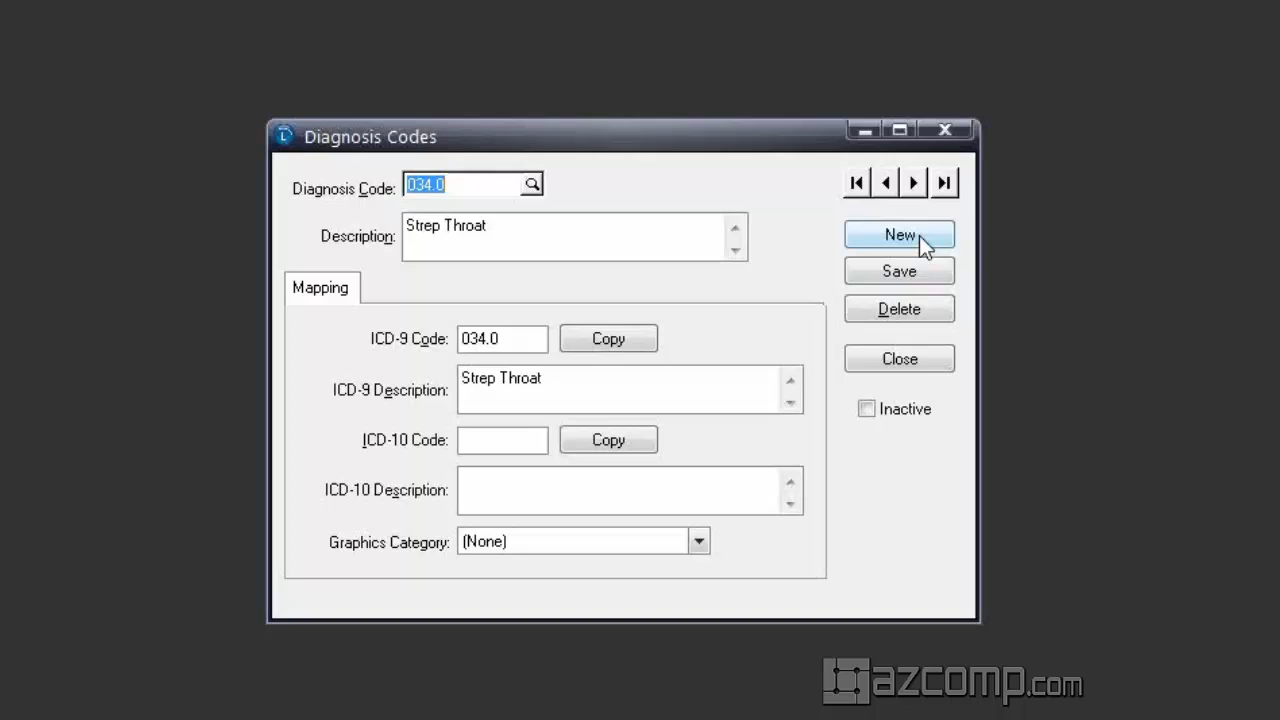 Diagnosis Codes
Diagnosis Code: 034.0
Description: Strep Throat
New
Save
Delete
Close
Inactive
Mapping
ICD-9 Code: 034.0 Copy
ICD-9 Description: Strep Throat
ICD-10 Code: Copy
ICD-10 Description:
Graphics Category: (None)
azcomp.com